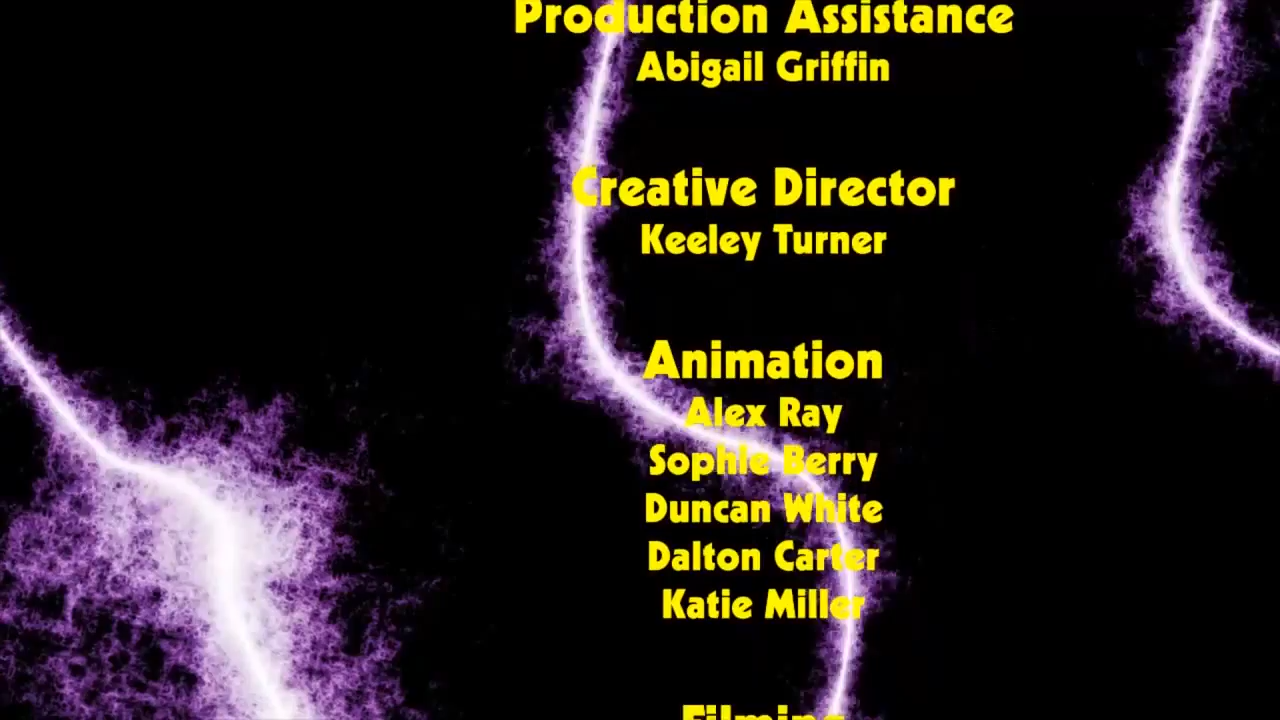 Production Assistance
Abigail Griffin
Creative Director
Keeley Turner
Animation
Alex Ray
Sophie Berry
Duncan White
Dalton Carter
Katie Miller
Filming